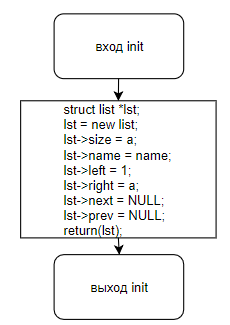 вход init
struct list *lst;
lst = new list;
lst->size = a;
lst->name = name;
lst->left = 1;
lst->right = a;
lst->next = NULL;
lst->prev = NULL;
return(lst);
выход init